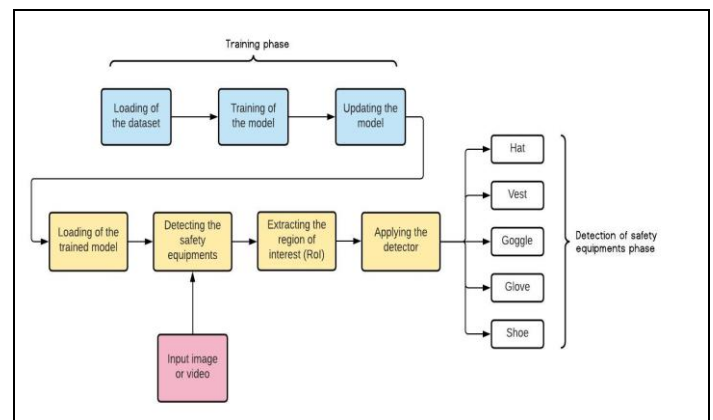 Training phase
Loading of
the dataset
Training of
the model
Updating the
model
Loading of the
trained model
Detecting the
safety
equipments
Extracting the
region of
interest (RoI)
Applying the
detector
Hat
Vest
Goggle
Glove
Shoe
Detection of safety
equipments phase
Input image
or video